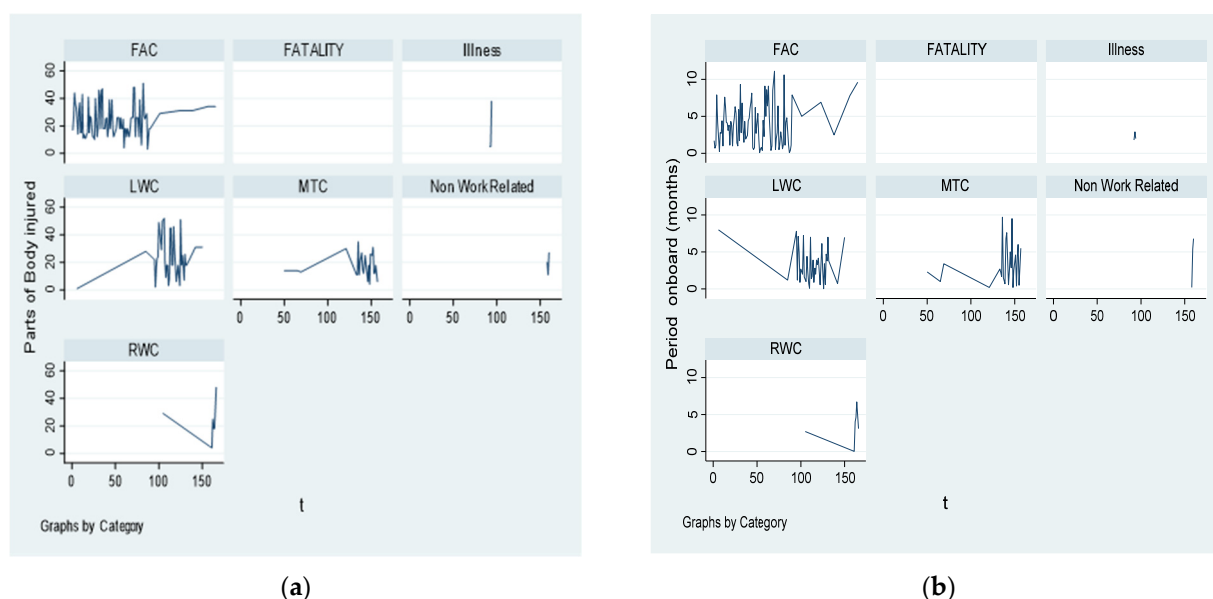 FAC FATALITY Illness
0 20 40 60
LWC MTC Non Work Related
0 20 40 60
0 50 100 150 0 50 100 150
RWC
0 20 40 60
0 50 100 150
Parts of Body injured
t
Graphs by Category
(a)
FAC FATALITY Illness
0 5 10
LWC MTC Non Work Related
0 5 10
0 50 100 150 0 50 100 150
RWC
0 5 10
0 50 100 150
Period onboard (months)
t
Graphs by Category
(b)